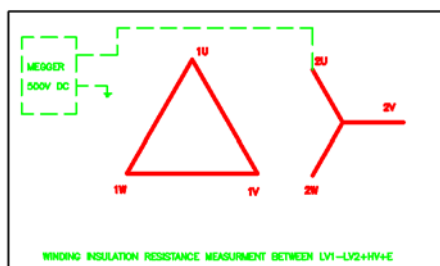 1U
MEGGER
2U
500V DC
2V
1W
1V
2W
WINDING INSULATION RESISTANCE MEASURMENT BETWEEN LV1-LV2+HV+E